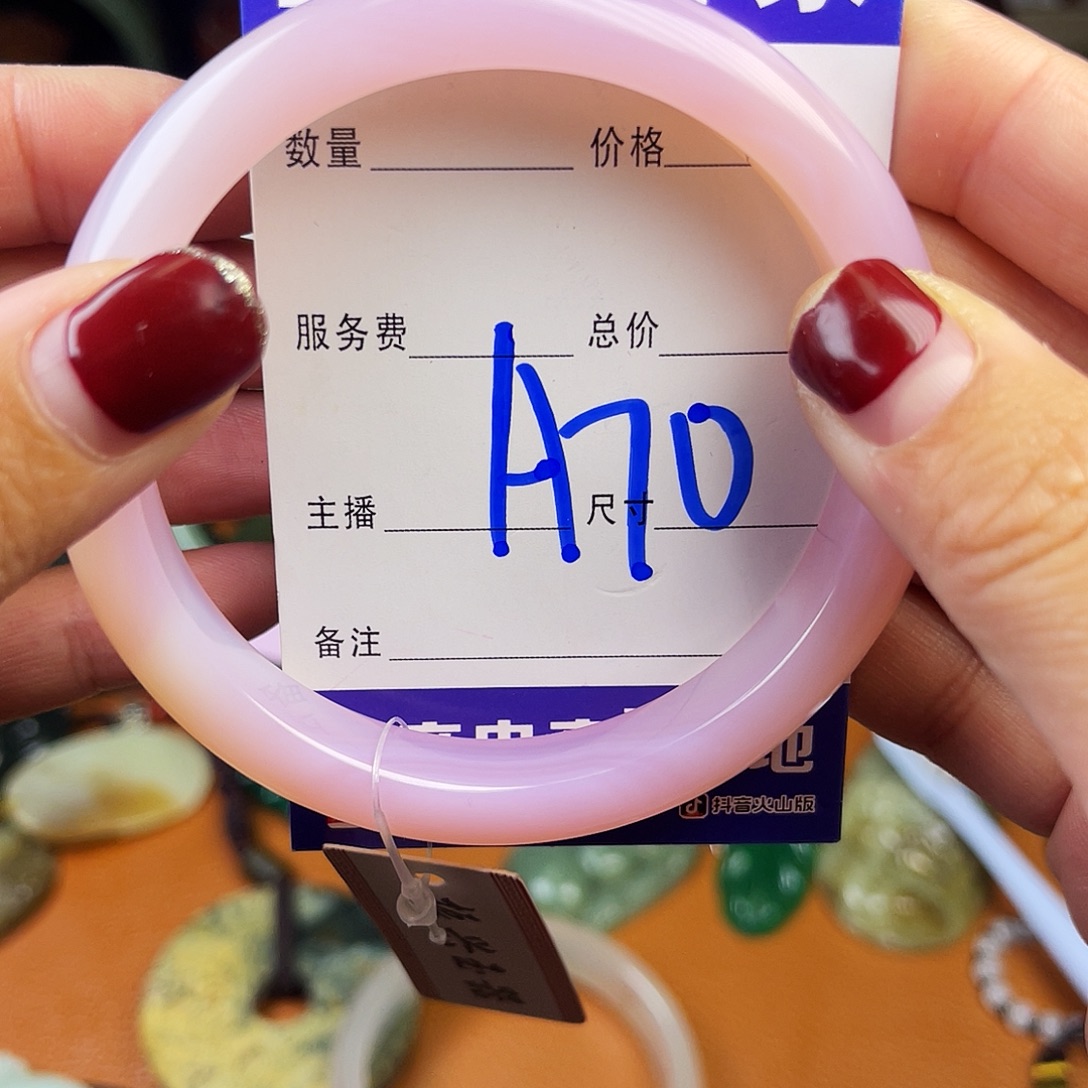 数量 价格
服务费 总价
A70
主播 尺寸
备注
地
抖音火山版